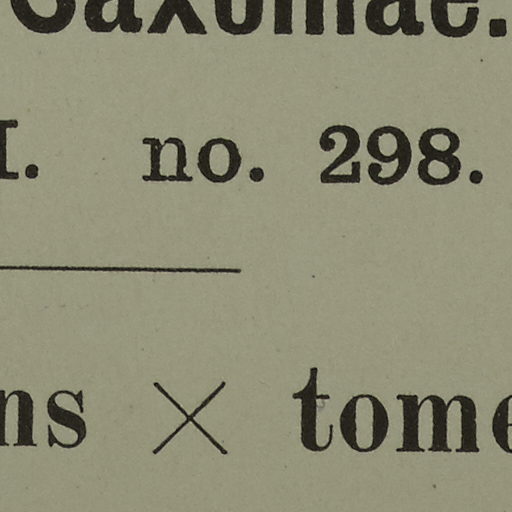 Saxoniae.
I. no. 298.
ns × tome